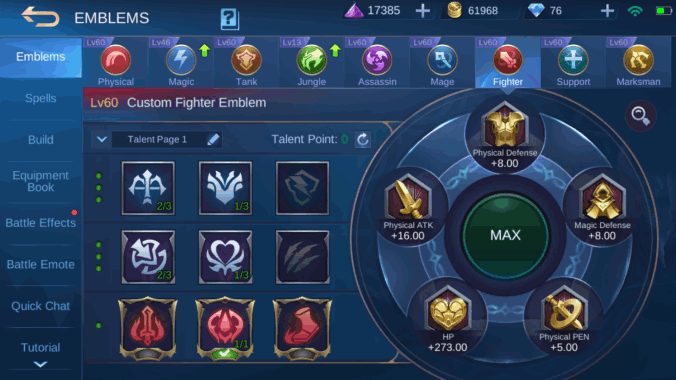 EMBLEMS
?
17385
61968
76
Emblems
Spells
Build
Equipment
Book
Battle Effects
Battle Emote
Quick Chat
Tutorial
Lv60
Physical
Lv46
Magic
Lv60
Tank
Lv13
Jungle
Lv60
Assassin
Lv60
Mage
Lv60
Fighter
Lv60
Support
Lv60
Marksman
Lv60 Custom Fighter Emblem
Talent Page 1
Talent Point: 0
2/3
1/3
2/3
1/3
1/1
Physical Defense
+8.00
Physical ATK
+16.00
Magic Defense
+8.00
MAX
HP
+273.00
Physical PEN
+5.00